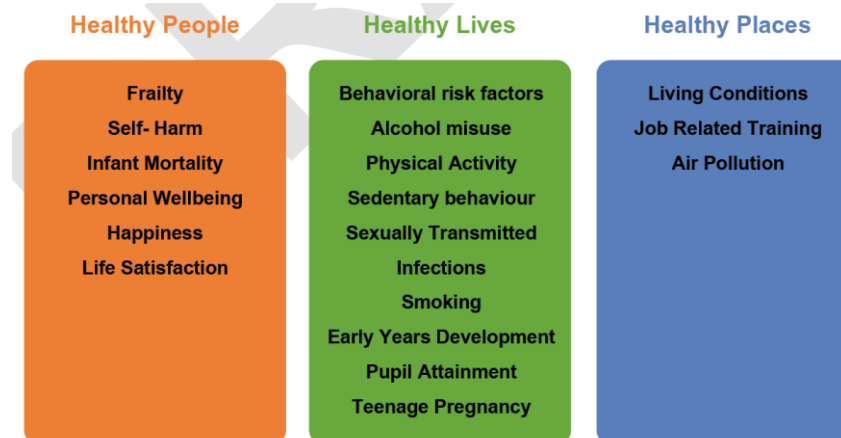 Healthy People
Frailty
Self- Harm
Infant Mortality
Personal Wellbeing
Happiness
Life Satisfaction
Healthy Lives
Behavioral risk factors
Alcohol misuse
Physical Activity
Sedentary behaviour
Sexually Transmitted
Infections
Smoking
Early Years Development
Pupil Attainment
Teenage Pregnancy
Healthy Places
Living Conditions
Job Related Training
Air Pollution